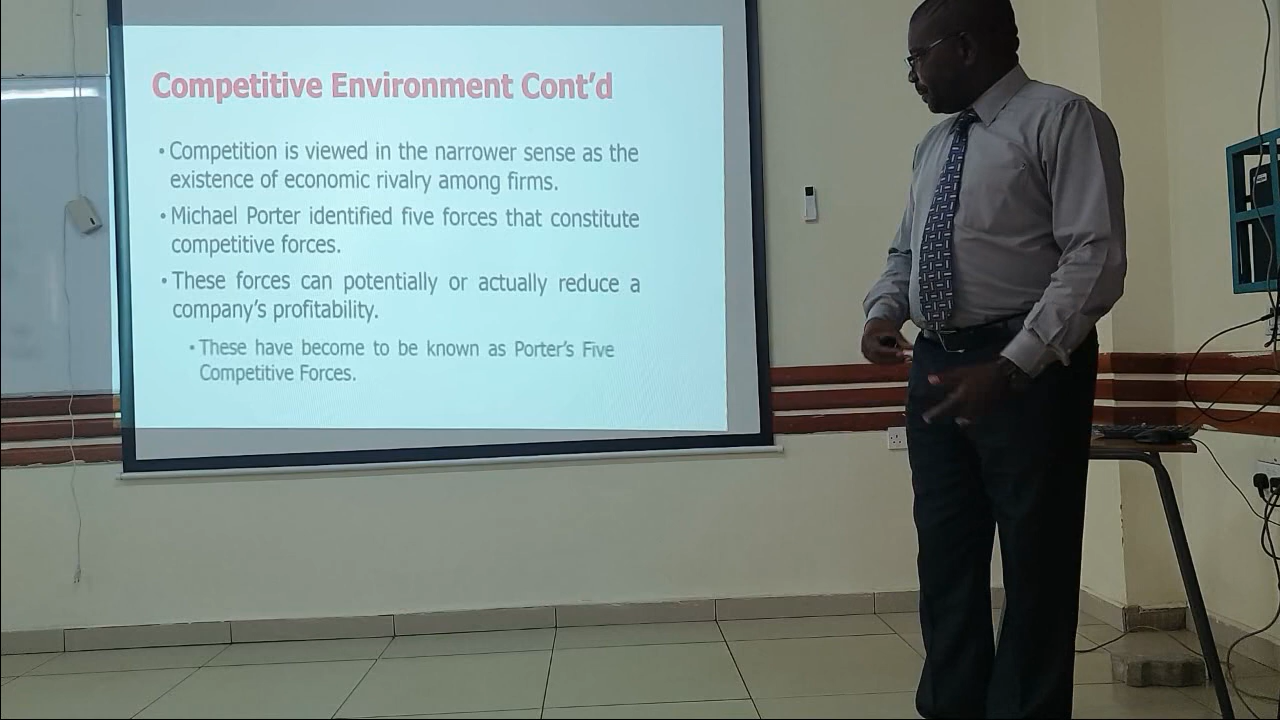 Competitive Environment Cont'd
• Competition is viewed in the narrower sense as the
existence of economic rivalry among firms.
• Michael Porter identified five forces that constitute
competitive forces.
• These forces can potentially or actually reduce a
company's profitability.
• These have become to be known as Porter's Five
Competitive Forces.